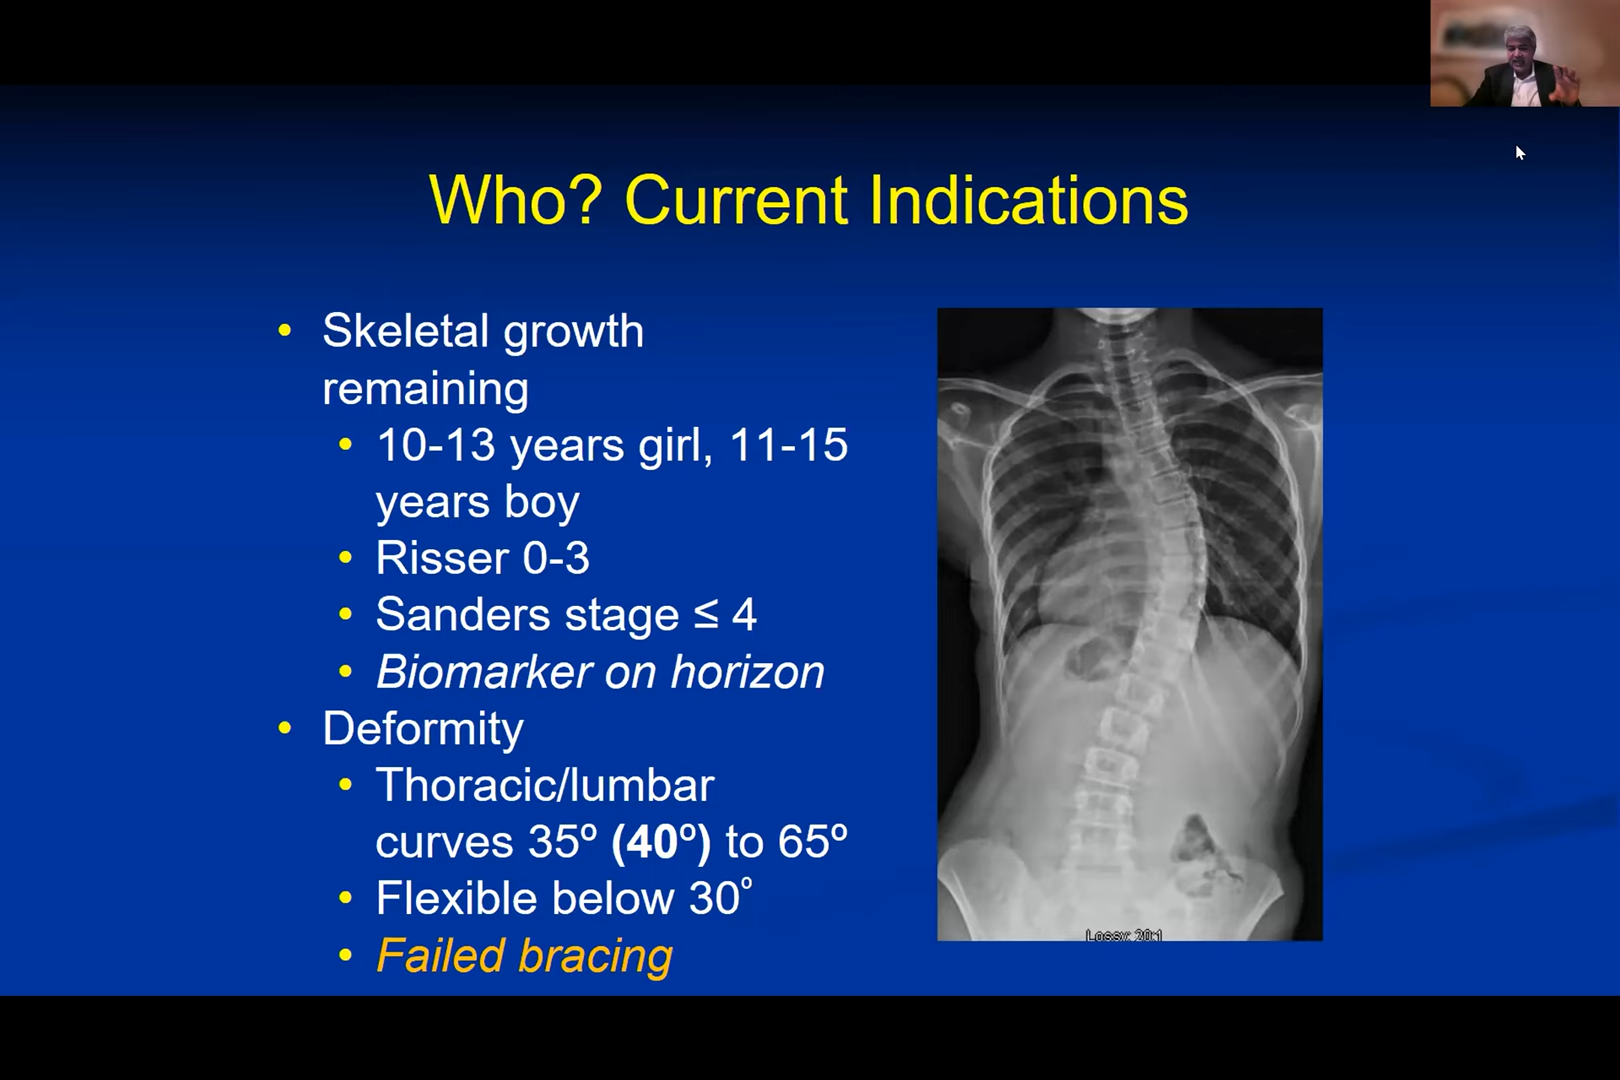 Who? Current Indications
• Skeletal growth
remaining
• 10-13 years girl, 11-15
years boy
• Risser 0-3
• Sanders stage ≤ 4
• Biomarker on horizon
• Deformity
• Thoracic/lumbar
curves 35º (40º) to 65º
• Flexible below 30º
• Failed bracing
Lossy: 20:1